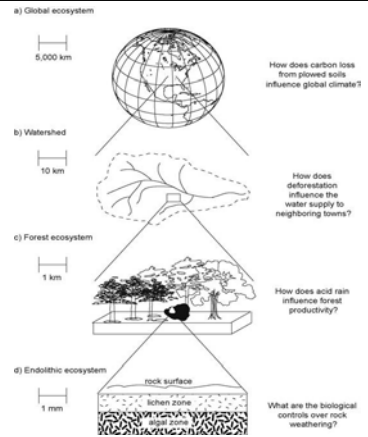 a) Global ecosystem
5,000 km
How does carbon loss
from plowed soils
influence global climate?
b) Watershed
10 km
How does
deforestation
influence the
water supply to
neighboring towns?
c) Forest ecosystem
1 km
How does acid rain
influence forest
productivity?
d) Endolithic ecosystem
1 mm
rock surface
lichen zone
algal zone
What are the biological
controls over rock
weathering?